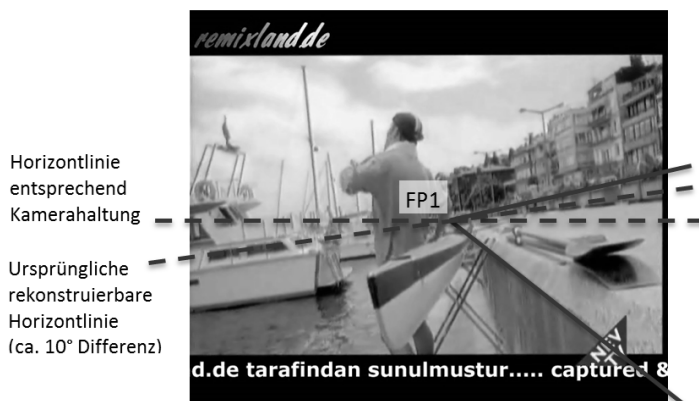 remixland.de
Horizontlinie
entsprechend
Kamerahaltung
FP1
Ursprüngliche
rekonstruierbare
Horizontlinie
(ca. 10° Differenz)
d.de tarafindan sunulmustur..... captured &